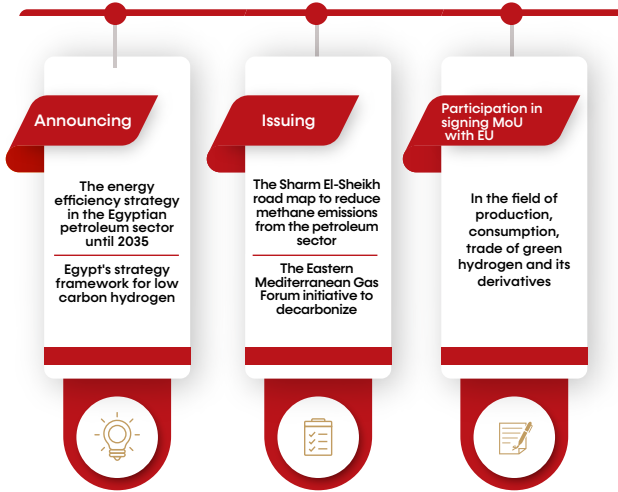 Announcing
The energy
efficiency strategy
in the Egyptian
petroleum sector
until 2035
Egypt's strategy
framework for low
carbon hydrogen
Issuing
The Sharm El-Sheikh
road map to reduce
methane emissions
from the petroleum
sector
The Eastern
Mediterranean Gas
Forum initiative to
decarbonize
Participation in
signing MoU
with EU
In the field of
production,
consumption,
trade of green
hydrogen and its
derivatives